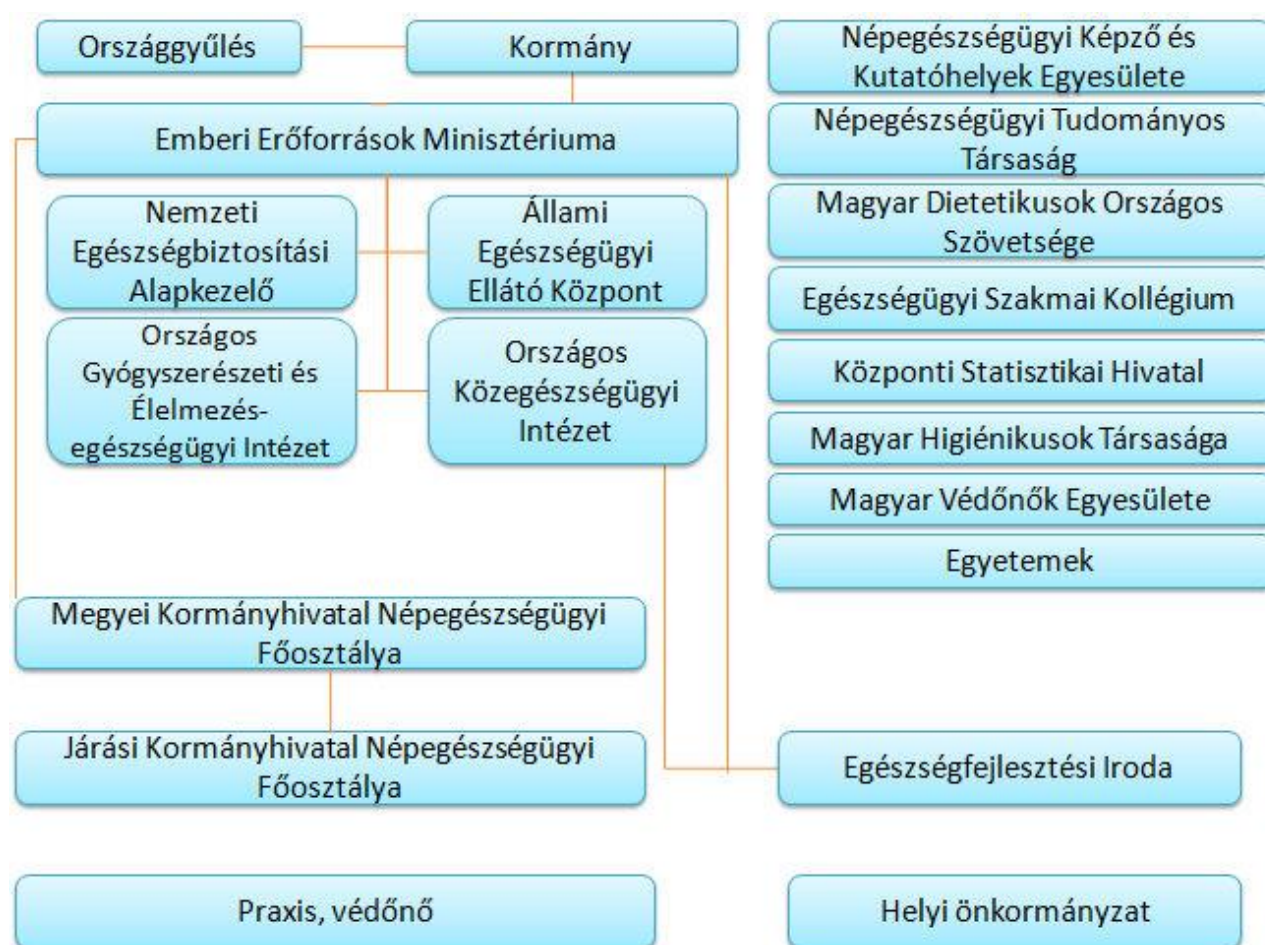 Országgyűlés
Kormány
Emberi Erőforrások Minisztériuma
Nemzeti
Egészségbiztosítási
Alapkezelő
Állami
Egészségügyi
Ellátó Központ
Országos
Gyógyszerészeti és
Élelmezés-
egészségügyi Intézet
Országos
Közegészségügyi
Intézet
Megyei Kormányhivatal Népegészségügyi
Főosztálya
Járási Kormányhivatal Népegészségügyi
Főosztálya
Praxis, védőnő
Népegészségügyi Képző és
Kutatóhelyek Egyesülete
Népegészségügyi Tudományos
Társaság
Magyar Dietetikusok Országos
Szövetsége
Egészségügyi Szakmai Kollégium
Központi Statisztikai Hivatal
Magyar Higiénikusok Társasága
Magyar Védőnők Egyesülete
Egyetemek
Egészségfejlesztési Iroda
Helyi önkormányzat